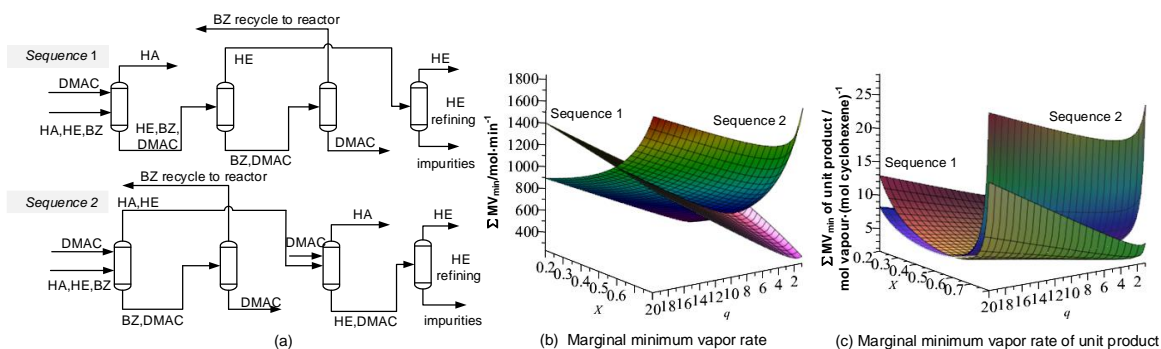 BZ recycle to reactor
Sequence 1
HA
HE
HE
DMAC
HE
refining
HA,HE,BZ
HE,BZ,
DMAC
BZ,DMAC
DMAC
impurities
BZ recycle to reactor
Sequence 2
HA,HE
HA
HE
DMAC
DMAC
HE
refining
HA,HE,BZ
DMAC
BZ,DMAC
HE,DMAC
impurities
(a)
1800
1600
1400
1200
1000
800
600
400
∑MVmin/mol·min-1
Sequence 1
Sequence 2
0.2
0.3
0.4
0.5
0.6
X
20 18 16 14 12 10 8 6 4 2
q
(b) Marginal minimum vapor rate
25
20
15
10
5
∑MVmin of unit product /
mol vapour·(mol cyclohexene)-1
Sequence 2
Sequence 1
0.2
0.3
0.4
0.5
0.6
0.7
X
20 18 16 14 12 10 8 6 4 2
q
(c) Marginal minimum vapor rate of unit product